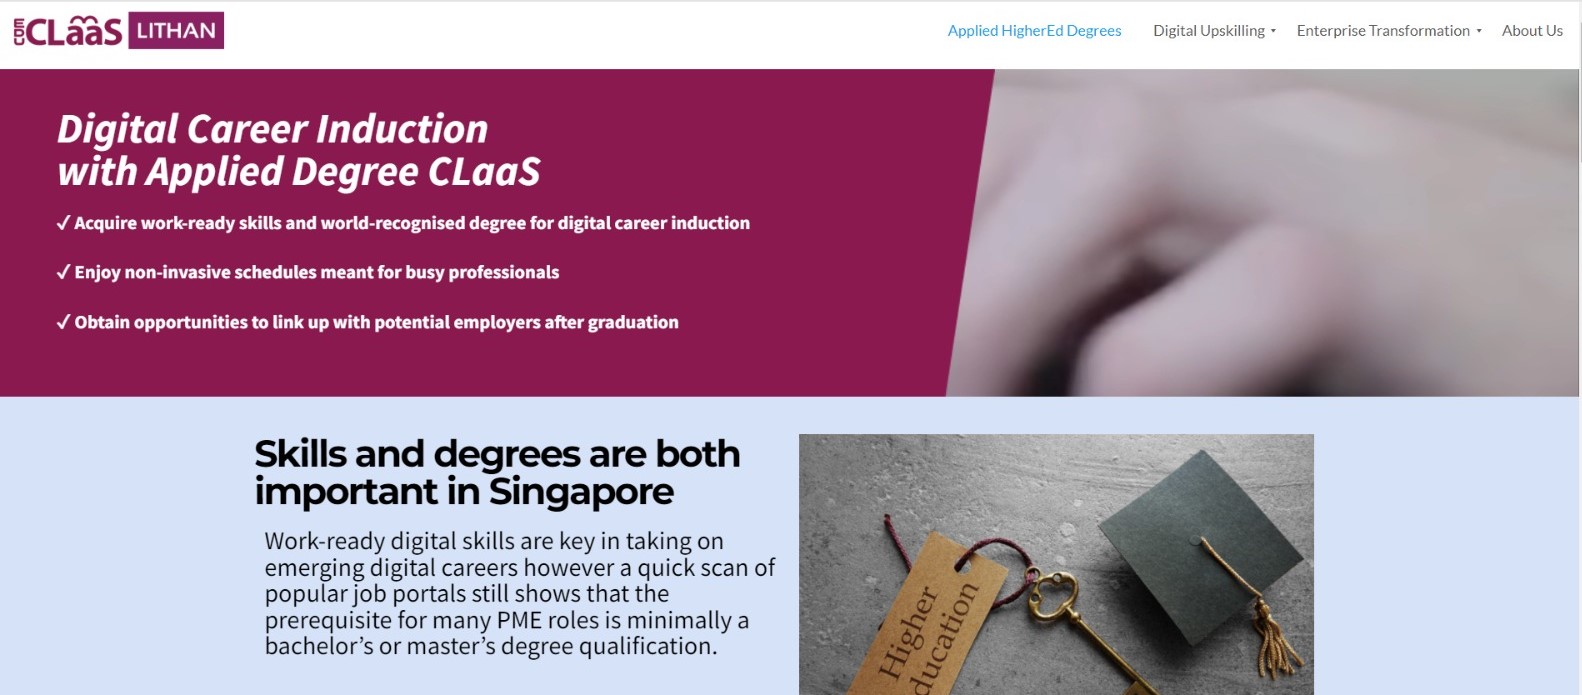 COM CLaaS LITHAN
Applied HigherEd Degrees
Digital Upskilling
Enterprise Transformation
About Us
Digital Career Induction
with Applied Degree CLaaS
✓ Acquire work-ready skills and world-recognised degree for digital career induction
✓ Enjoy non-invasive schedules meant for busy professionals
✓ Obtain opportunities to link up with potential employers after graduation
Skills and degrees are both
important in Singapore
Work-ready digital skills are key in taking on
emerging digital careers however a quick scan of
popular job portals still shows that the
prerequisite for many PME roles is minimally a
bachelor’s or master’s degree qualification.
Higher
ducation